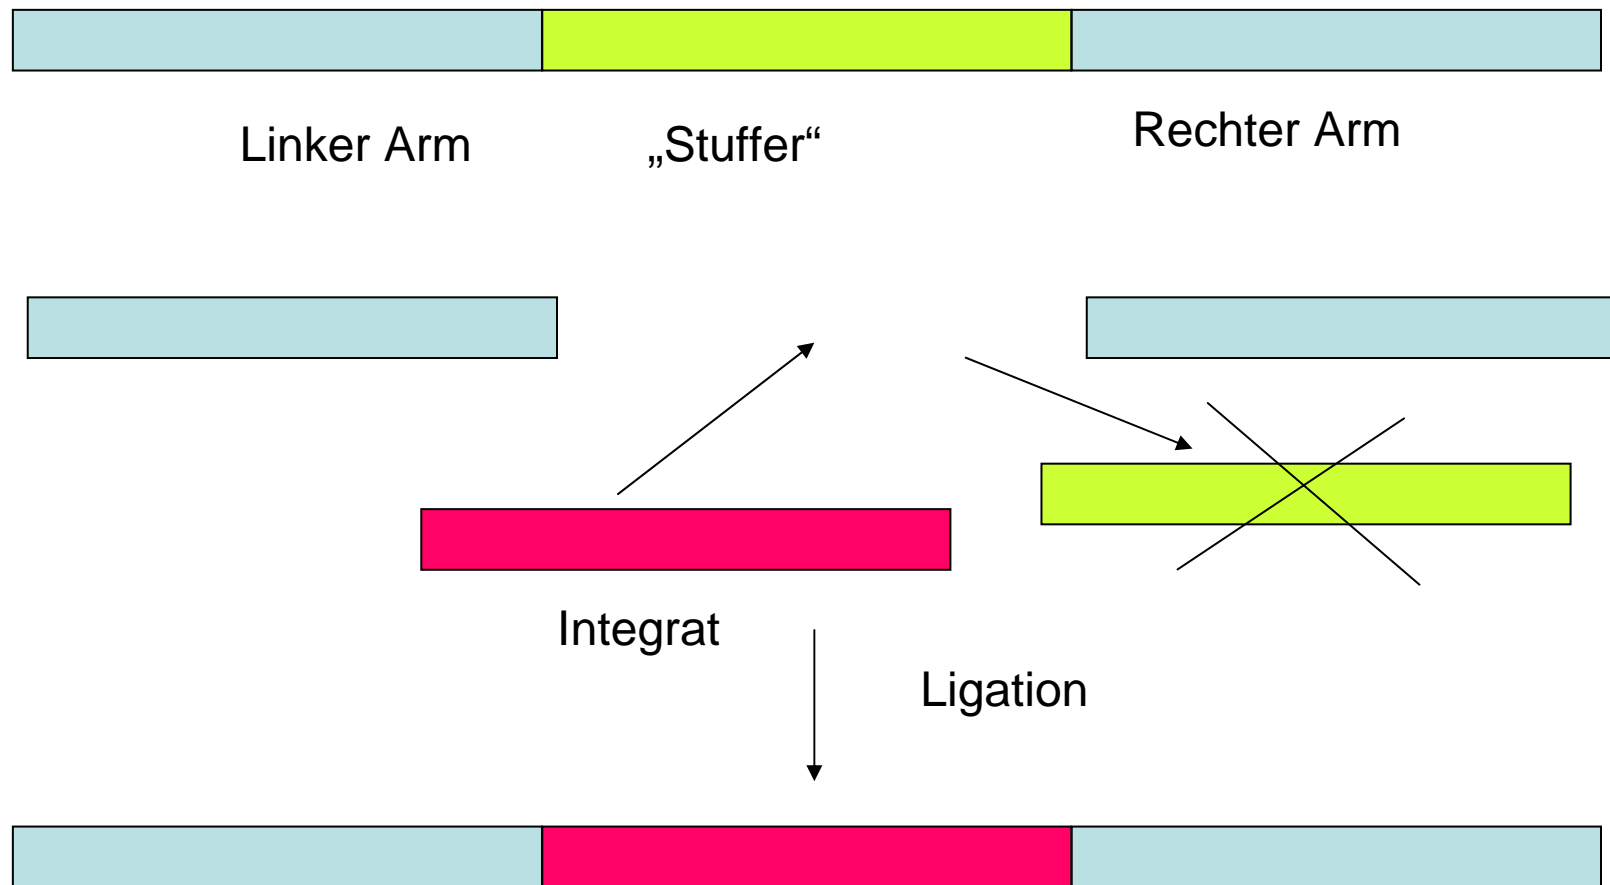 Linker Arm
„Stuffer“
Rechter Arm
Integrat
Ligation